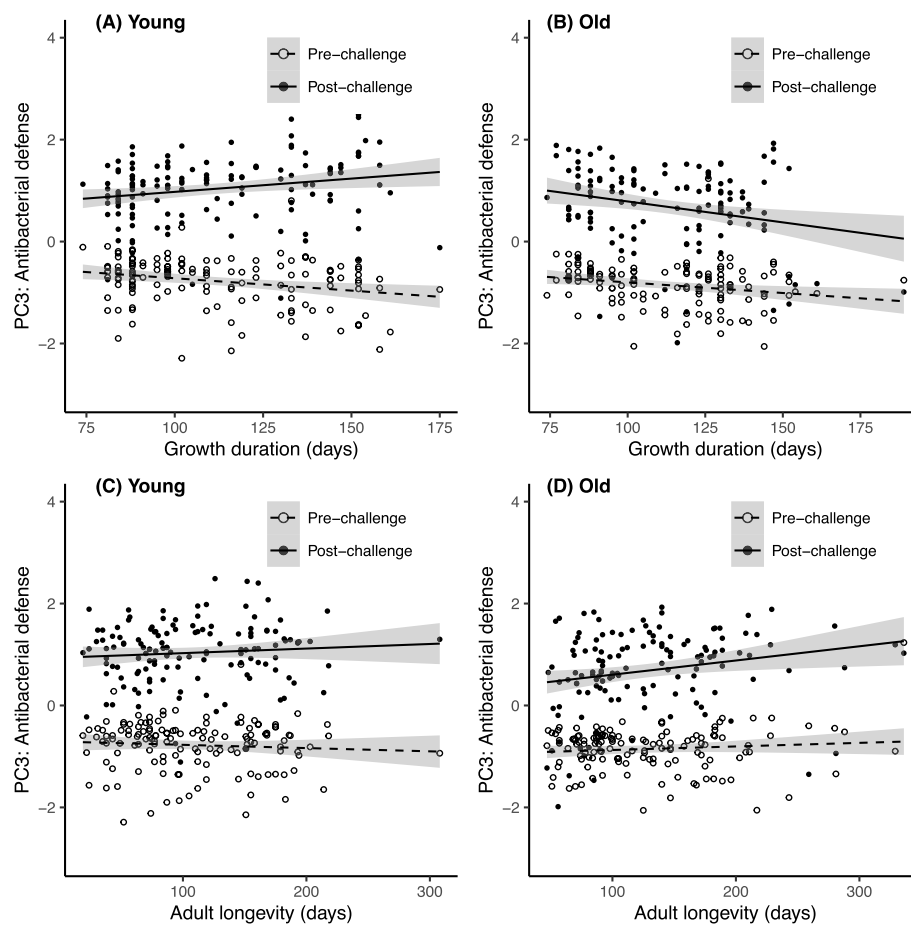 (A) Young
4
2
0
−2
Pre−challenge
Post−challenge
PC3: Antibacterial defense
75
100
125
150
175
Growth duration (days)
(B) Old
4
2
0
−2
Pre−challenge
Post−challenge
PC3: Antibacterial defense
75
100
125
150
175
Growth duration (days)
(C) Young
4
2
0
−2
Pre−challenge
Post−challenge
PC3: Antibacterial defense
100
200
300
Adult longevity (days)
(D) Old
4
2
0
−2
Pre−challenge
Post−challenge
PC3: Antibacterial defense
100
200
300
Adult longevity (days)